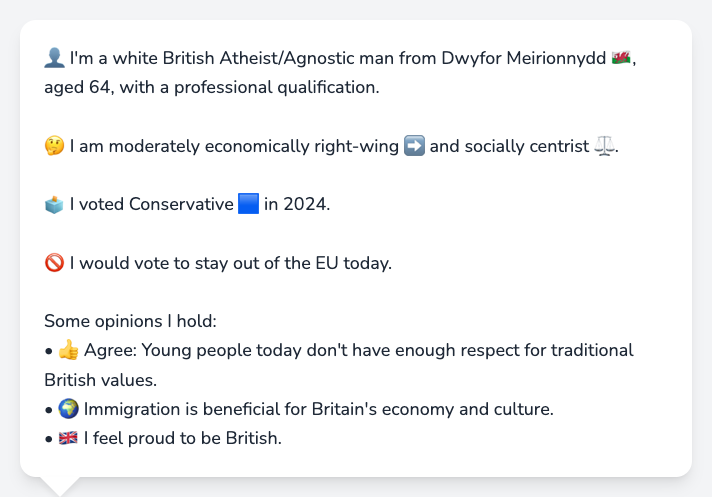 👤 I'm a white British Atheist/Agnostic man from Dwyfor Meirionnydd 🏴󠁧󠁢󠁷󠁬󠁳󠁿,
aged 64, with a professional qualification.
🤔 I am moderately economically right-wing ➡️ and socially centrist ⚖️.
🗳️ I voted Conservative 🟦 in 2024.
🚫 I would vote to stay out of the EU today.
Some opinions I hold:
• 👍 Agree: Young people today don't have enough respect for traditional
British values.
• 🌍 Immigration is beneficial for Britain's economy and culture.
• 🇬🇧 I feel proud to be British.